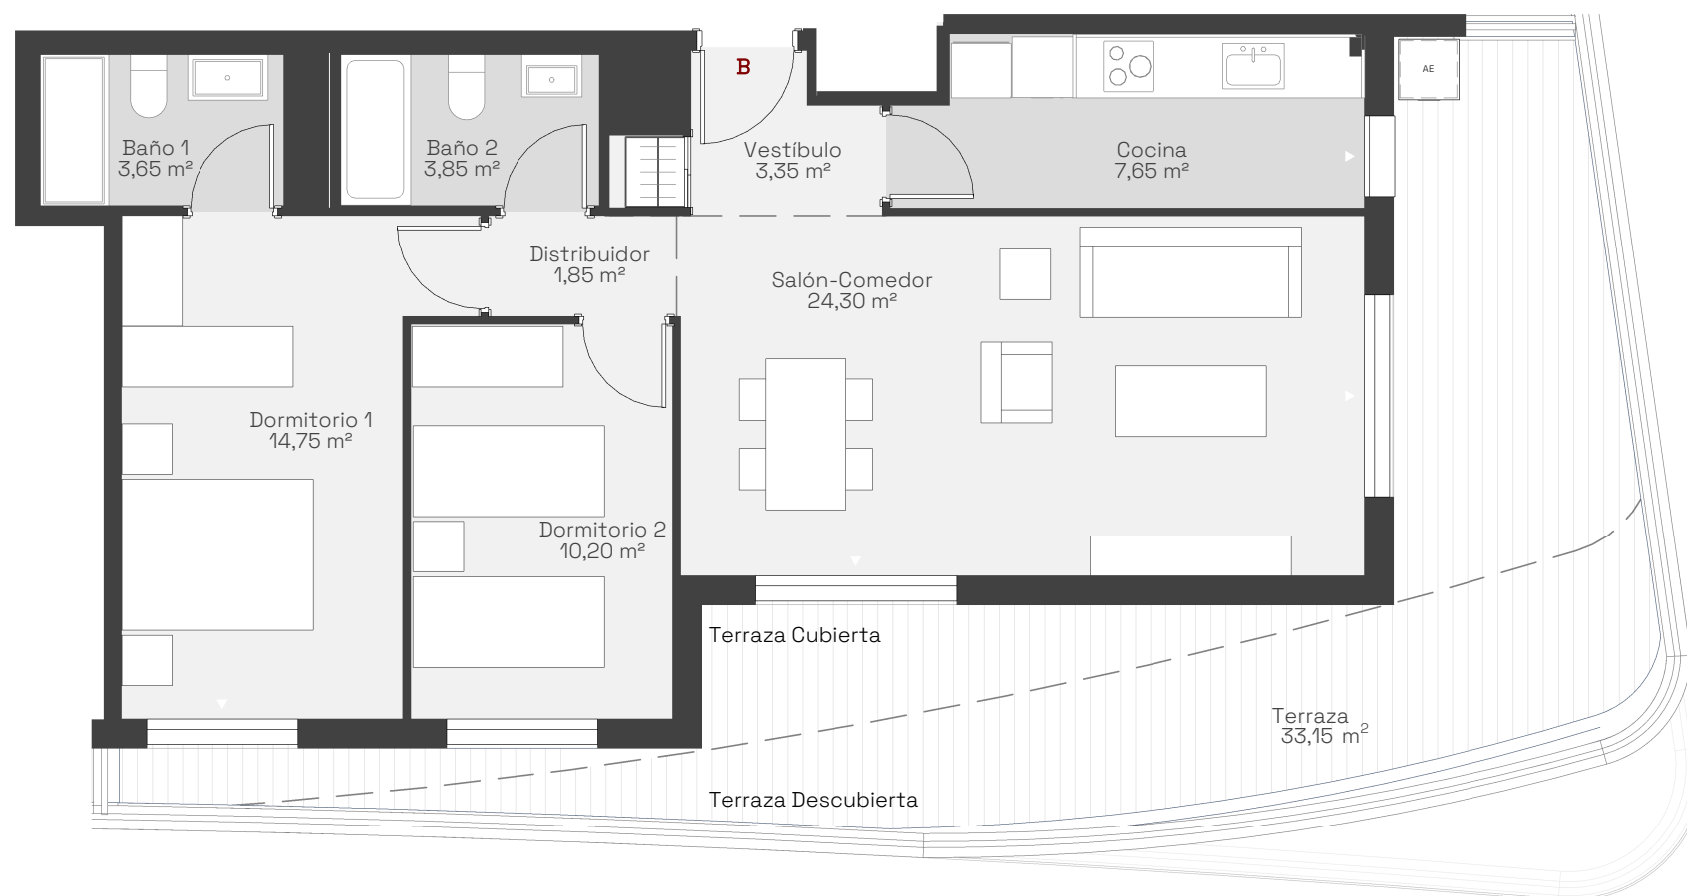 B
AE
Baño 1
3,65 m²
Baño 2
3,85 m²
Vestíbulo
3,35 m²
Cocina
7,65 m²
Distribuidor
1,85 m²
Salón-Comedor
24,30 m²
Dormitorio 1
14,75 m²
Dormitorio 2
10,20 m²
Terraza Cubierta
Terraza
33,15 m²
Terraza Descubierta